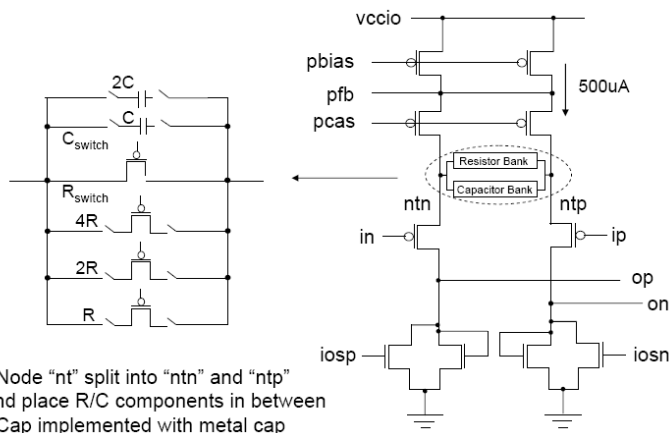 vccio
pbias
pfb
pcas
500uA
2C
C
Cswitch
Rswitch
4R
2R
R
Resistor Bank
Capacitor Bank
ntn
ntp
in
ip
op
on
iosp
iosn
Node “nt” split into “ntn” and “ntp”
nd place R/C components in between
Cap implemented with metal cap